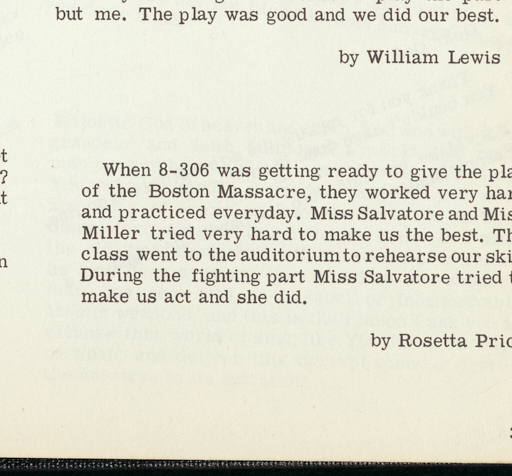 but me. The play was good and we did our best.
by William Lewis
t
?
t
n
When 8-306 was getting ready to give the pla
of the Boston Massacre, they worked very har
and practiced everyday. Miss Salvatore and Mis
Miller tried very hard to make us the best. Th
class went to the auditorium to rehearse our ski
During the fighting part Miss Salvatore tried t
make us act and she did.
by Rosetta Pric